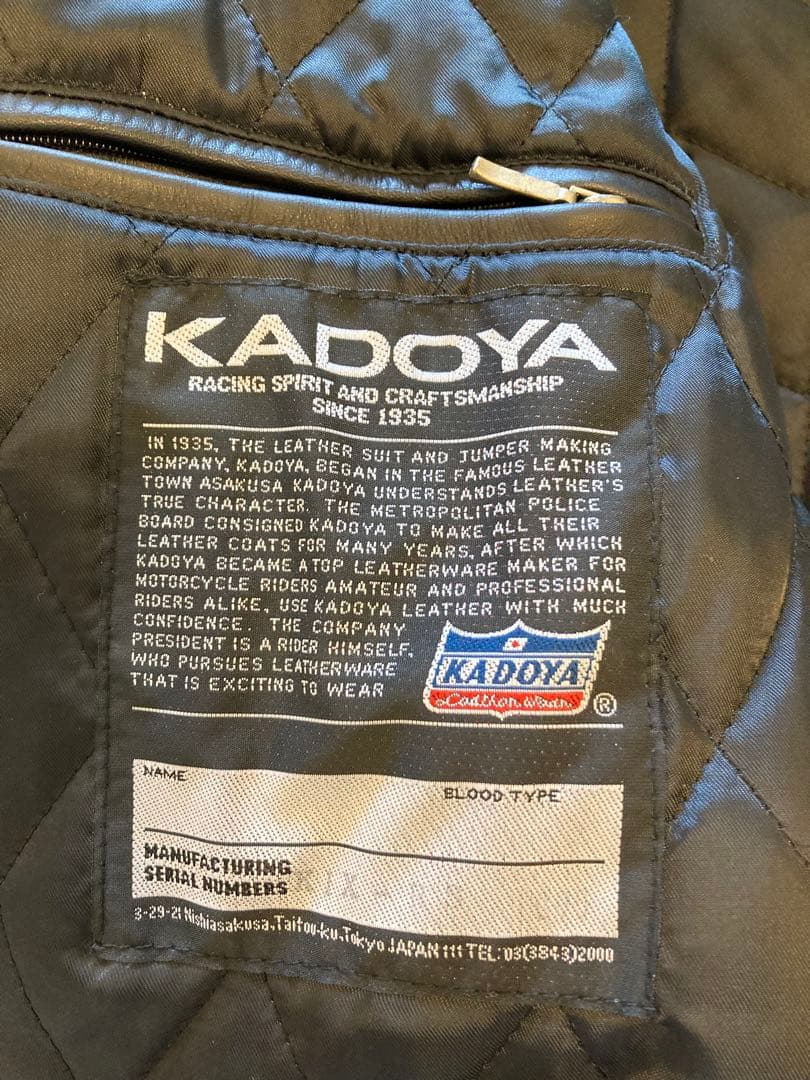 KADOYA
RACING SPIRIT AND CRAFTSMANSHIP
SINCE 1935
IN 1935, THE LEATHER SUIT AND JUMPER MAKING
COMPANY, KADOYA, BEGAN IN THE FAMOUS LEATHER
TOWN ASAKUSA KADOYA UNDERSTANDS LEATHER'S
TRUE CHARACTER. THE METROPOLITAN POLICE
BOARD CONSIGNED KADOYA TO MAKE ALL THEIR
LEATHER COATS FOR MANY YEARS, AFTER WHICH
KADOYA BECAME A TOP LEATHERWARE MAKER FOR
MOTORCYCLE RIDERS AMATEUR AND PROFESSIONAL
RIDERS ALIKE, USE KADOYA LEATHER WITH MUCH
CONFIDENCE. THE COMPANY
PRESIDENT IS A RIDER HIMSELF,
WHO PURSUES LEATHERWARE
THAT IS EXCITING TO WEAR
KADOYA
®
NAME
BLOOD TYPE
MANUFACTURING
SERIAL NUMBERS
3-29-21 Nishiasakusa, Taitou-ku, Tokyo JAPAN 111 TEL: 03(3843)2000